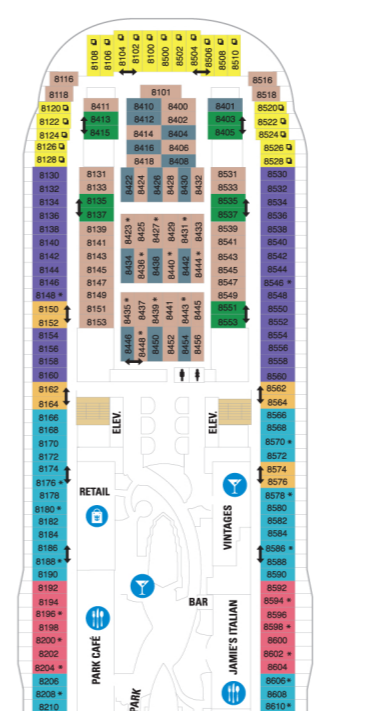 8108 8106 8104 8102 8100 8500 8502 8504 8506 8508 8510
8116 8516
8118 8101 8518
8120 8411 8410 8400 8401 8520
8122 8413 8412 8402 8403 8522
8124 8415 8414 8404 8405 8524
8126 8416 8406 8526
8128 8418 8408 8528
8130 8131 8422 8424 8426 8428 8430 8432 8531 8530
8132 8133 8533 8532
8134 8135 8535 8534
8136 8137 8537 8536
8138 8139 8423* 8425 8427* 8429 8431* 8433 8539 8538
8140 8141 8541 8540
8142 8143 8434 8436* 8438 8440* 8442 8444* 8543 8542
8144 8145 8545 8544
8146 8147 8547 8546*
8148* 8149 8435* 8437 8439* 8441 8443* 8445 8549 8548
8150 8151 8551 8550
8152 8153 8553 8552
8154 8446 8448* 8450 8452 8454 8456 8554
8156 8556
8158 8558
8160 8560
8162 8562
8164 8564
8166 ELEV. ELEV. 8566
8168 8568
8170 8570*
8172 8572
8174 8574
8176* 8576
8178 RETAIL 8578*
8180* 8580
8182 VINTAGES 8582
8184 8584
8186 8586*
8188* 8588
8190 8590
8192 8592
8194 BAR 8594*
8196* 8596
8198 8598*
8200* PARK CAFÉ JAMIE'S ITALIAN 8600
8202 8602*
8204* 8604
8206 8606*
8208* PARK 8608
8210 8610*